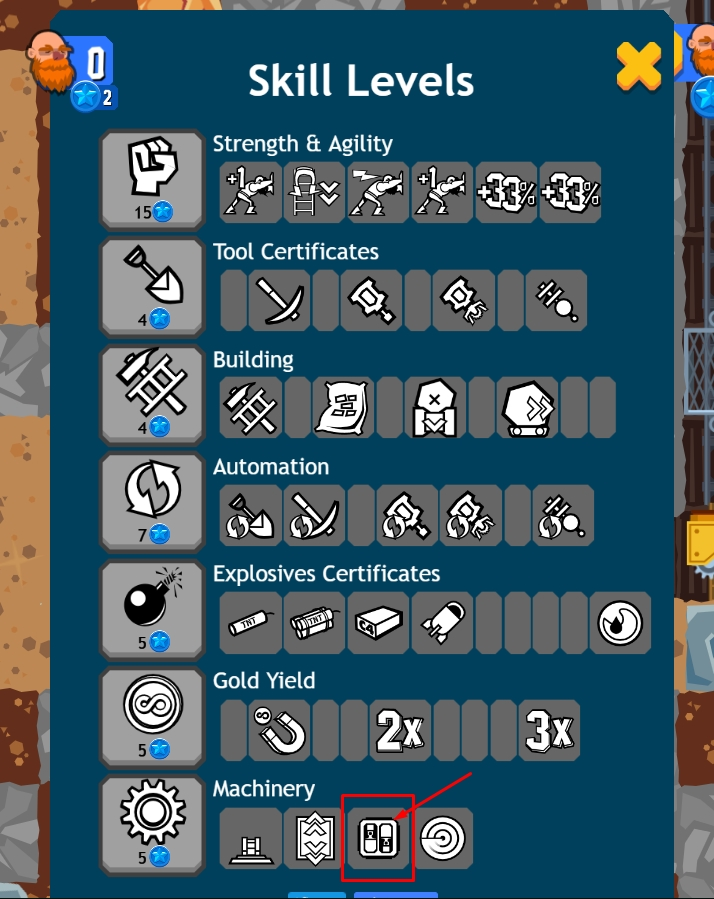 0
2
Skill Levels
Strength & Agility
15
+1
+1
+33%
+33%
Tool Certificates
4
Building
4
Automation
7
Explosives Certificates
5
TNT
TNT
C4
Gold Yield
5
2x
3x
Machinery
5